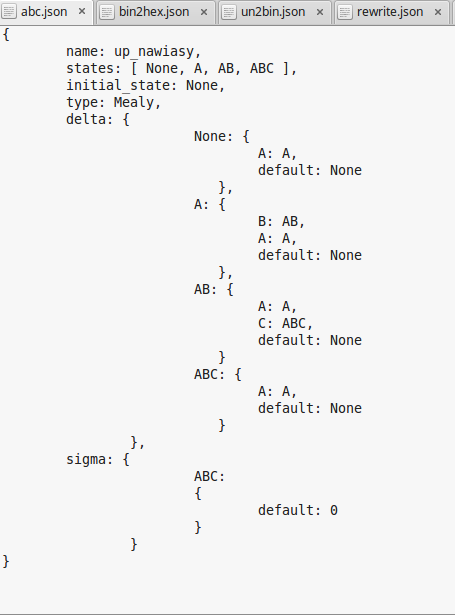 abc.json × bin2hex.json × un2bin.json × rewrite.json ×
{
name: up_nawiasy,
states: [ None, A, AB, ABC ],
initial_state: None,
type: Mealy,
delta: {
None: {
A: A,
default: None
},
A: {
B: AB,
A: A,
default: None
},
AB: {
A: A,
C: ABC,
default: None
}
ABC: {
A: A,
default: None
}
},
sigma: {
ABC:
{
default: 0
}
}
}